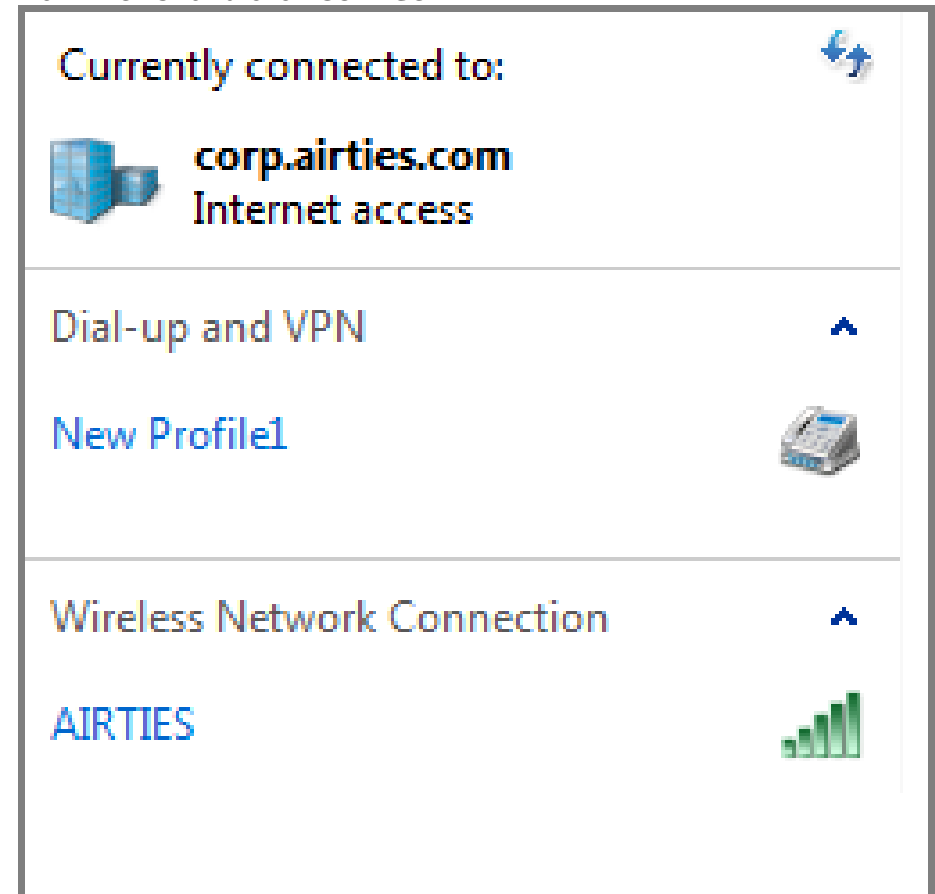 Currently connected to:
corp.airties.com
Internet access
Dial-up and VPN
New Profile1
Wireless Network Connection
AIRTIES